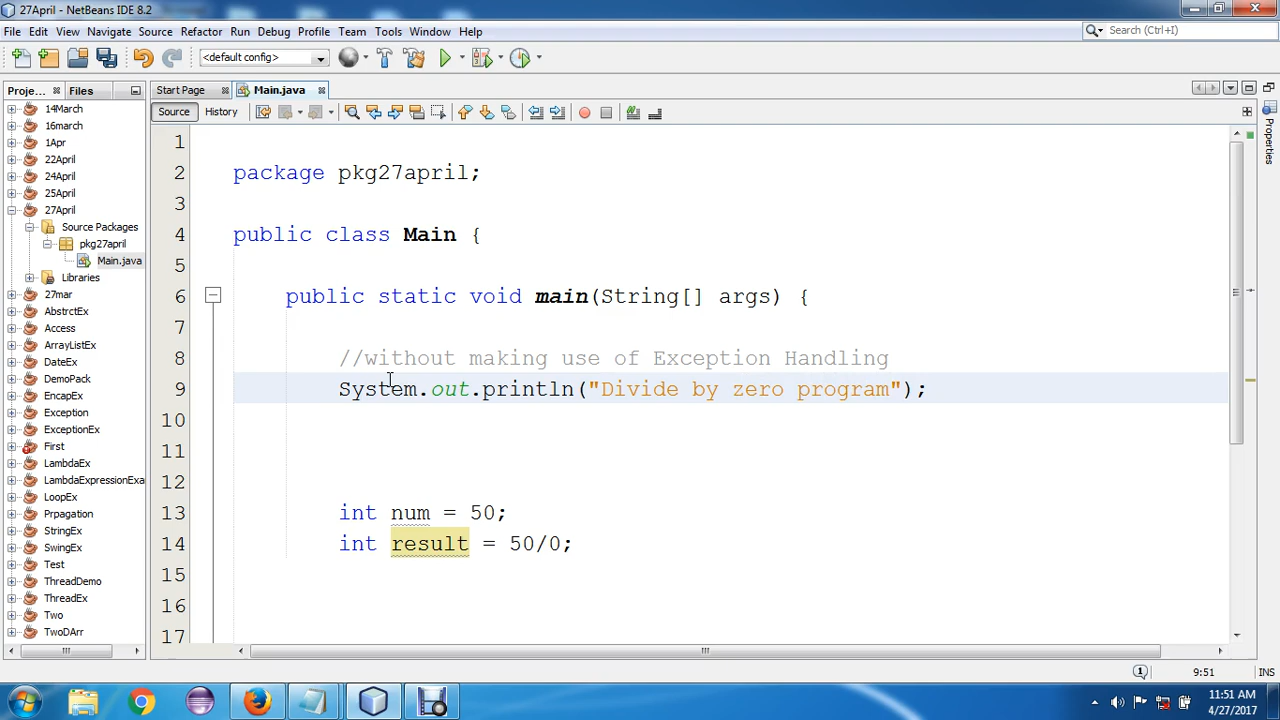 27April - NetBeans IDE 8.2
File Edit View Navigate Source Refactor Run Debug Profile Team Tools Window Help
Search (Ctrl+I)
<default config>
Proje... Files
Start Page Main.java
Source History
14March
16march
1Apr
22April
24April
25April
27April
Source Packages
pkg27april
Main.java
Libraries
27mar
AbstrctEx
Access
ArrayListEx
DateEx
DemoPack
EncapEx
Exception
ExceptionEx
First
LambdaEx
LambdaExpressionExa
LoopEx
Prpagation
StringEx
SwingEx
Test
ThreadDemo
ThreadEx
Two
TwoDArr
1
2 package pkg27april;
3
4 public class Main {
5
6 public static void main(String[] args) {
7
8 //without making use of Exception Handling
9 System.out.println("Divide by zero program");
10
11
12
13 int num = 50;
14 int result = 50/0;
15
16
17
Properties
1 9:51 INS
11:51 AM
4/27/2017